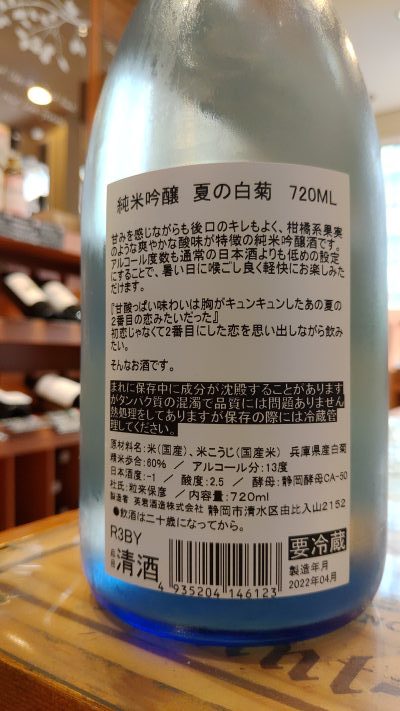 純米吟醸 夏の白菊 720ML
甘みを感じながらも後口のキレもよく、柑橘系果実
のような爽やかな酸味が特徴の純米吟醸酒です。
アルコール度数も通常の日本酒よりも低めの設定
にすることで、暑い日に喉ごし良く軽快にお楽しみた
だけます。
『甘酸っぱい味わいは胸がキュンキュンしたあの夏の
2番目の恋みたいだった』
初恋じゃなくて2番目にした恋を思い出しながら飲み
たい。
そんなお酒です。
まれに保存中に成分が沈殿することがあります
がタンハク質の混濁で品質には問題ありません
熱処理をしてありますが保存の際には冷蔵管
理してください。
原材料名:米(国産)、米こうじ(国産米) 兵庫県産白菊
精米歩合:60% / アルコール分:13度
日本酒度:-1 / 酸度:2.5 / 酵母:静岡酵母CA-50
杜氏:粒来保彦 / 内容量:720ml
製造者 英君酒造株式会社 静岡市清水区由比入山2152
●飲酒は二十歳になってから。
R3BY
品目 清酒
4 935204 146123
要冷蔵
製造年月
2022年04月